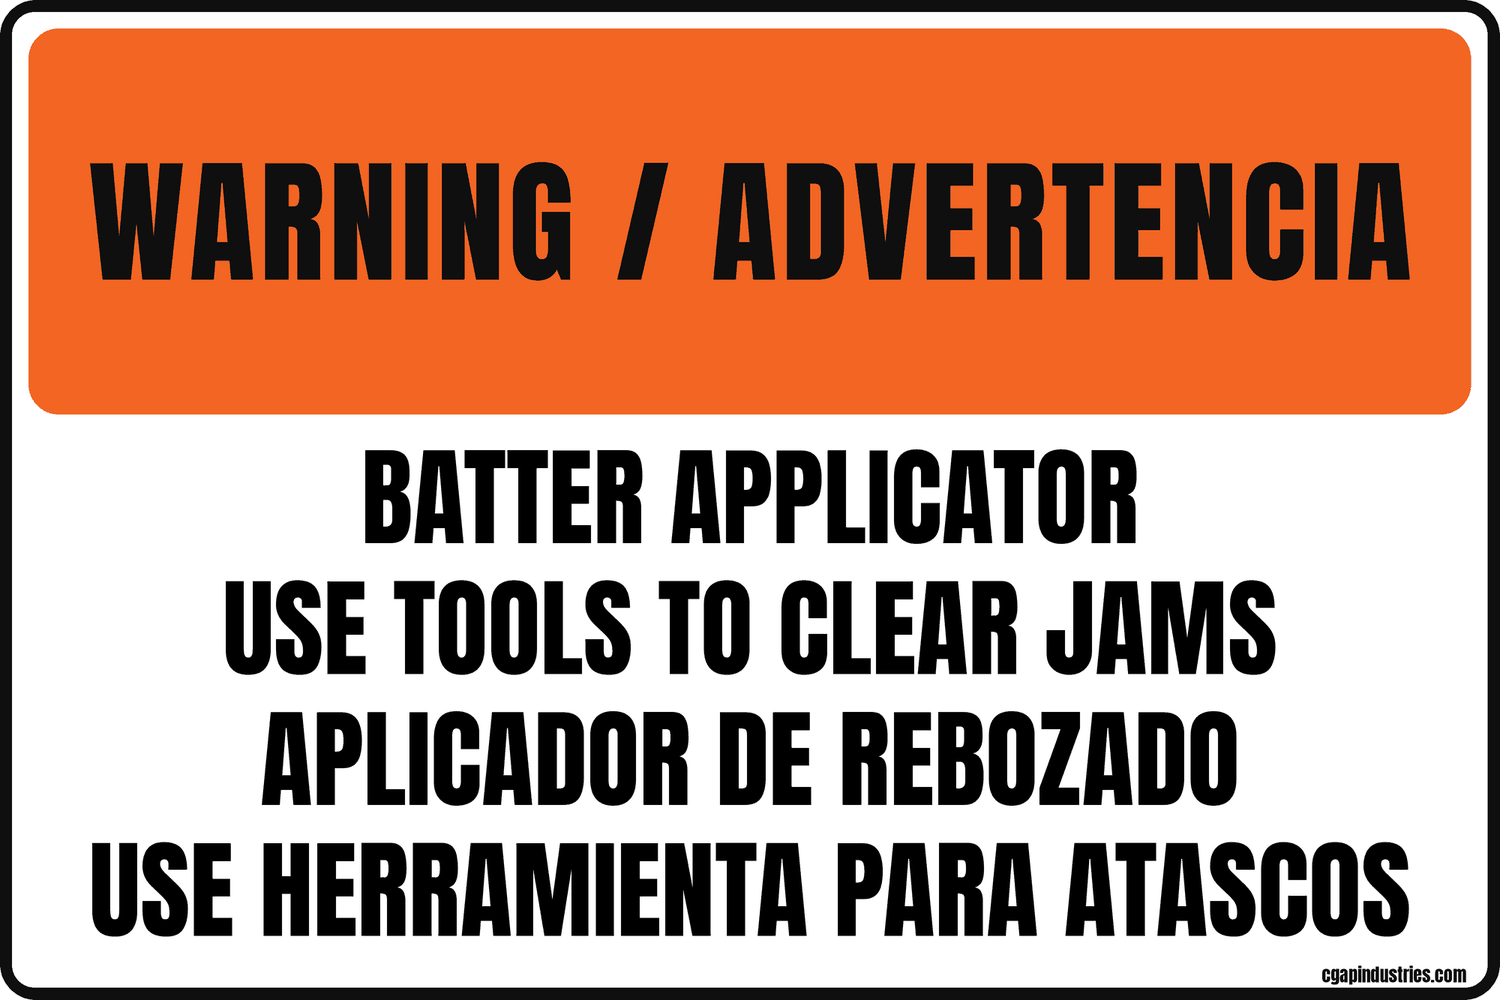 WARNING / ADVERTENCIA
BATTER APPLICATOR
USE TOOLS TO CLEAR JAMS
APLICADOR DE REBOZADO
USE HERRAMIENTA PARA ATASCOS
cgapindustries.com